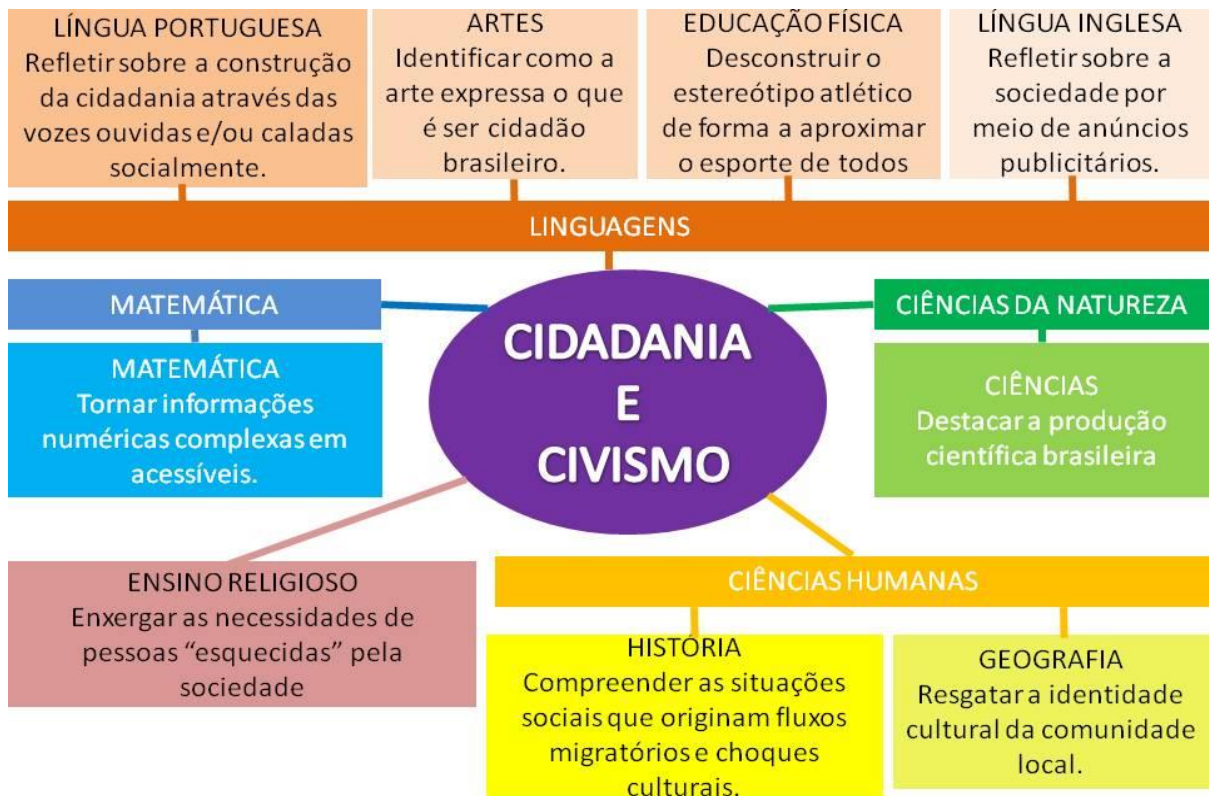 LÍNGUA PORTUGUESA
Refletir sobre a construção
da cidadania através das
vozes ouvidas e/ou caladas
socialmente.
ARTES
Identificar como a
arte expressa o que
é ser cidadão
brasileiro.
EDUCAÇÃO FÍSICA
Desconstruir o
estereótipo atlético
de forma a aproximar
o esporte de todos
LÍNGUA INGLESA
Refletir sobre a
sociedade por
meio de anúncios
publicitários.
LINGUAGENS
MATEMÁTICA
MATEMÁTICA
Tornar informações
numéricas complexas em
acessíveis.
CIDADANIA
E
CIVISMO
CIÊNCIAS DA NATUREZA
CIÊNCIAS
Destacar a produção
científica brasileira
ENSINO RELIGIOSO
Enxergar as necessidades de
pessoas “esquecidas” pela
sociedade
CIÊNCIAS HUMANAS
HISTÓRIA
Compreender as situações
sociais que originam fluxos
migratórios e choques
culturais.
GEOGRAFIA
Resgatar a identidade
cultural da comunidade
local.